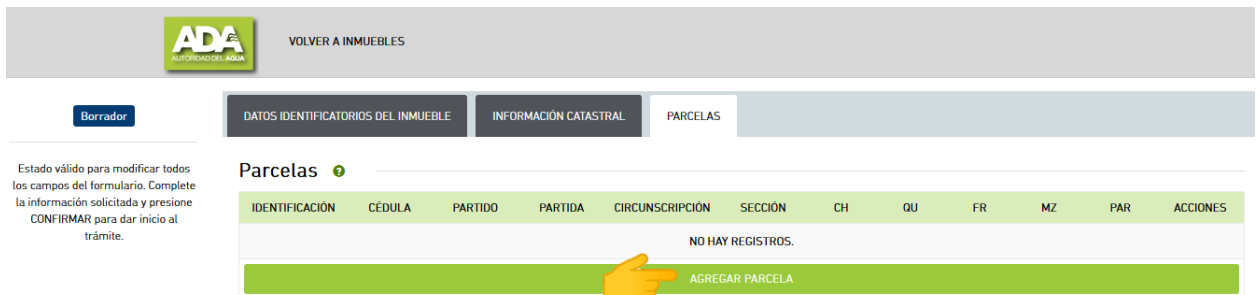 ADA
AUTORIDAD DEL AGUA
VOLVER A INMUEBLES
Borrador
Estado válido para modificar todos
los campos del formulario. Complete
la información solicitada y presione
CONFIRMAR para dar inicio al
trámite.
DATOS IDENTIFICATORIOS DEL INMUEBLE INFORMACIÓN CATASTRAL PARCELAS
Parcelas ?
IDENTIFICACIÓN CÉDULA PARTIDO PARTIDA CIRCUNSCRIPCIÓN SECCIÓN CH QU FR MZ PAR ACCIONES
NO HAY REGISTROS.
AGREGAR PARCELA